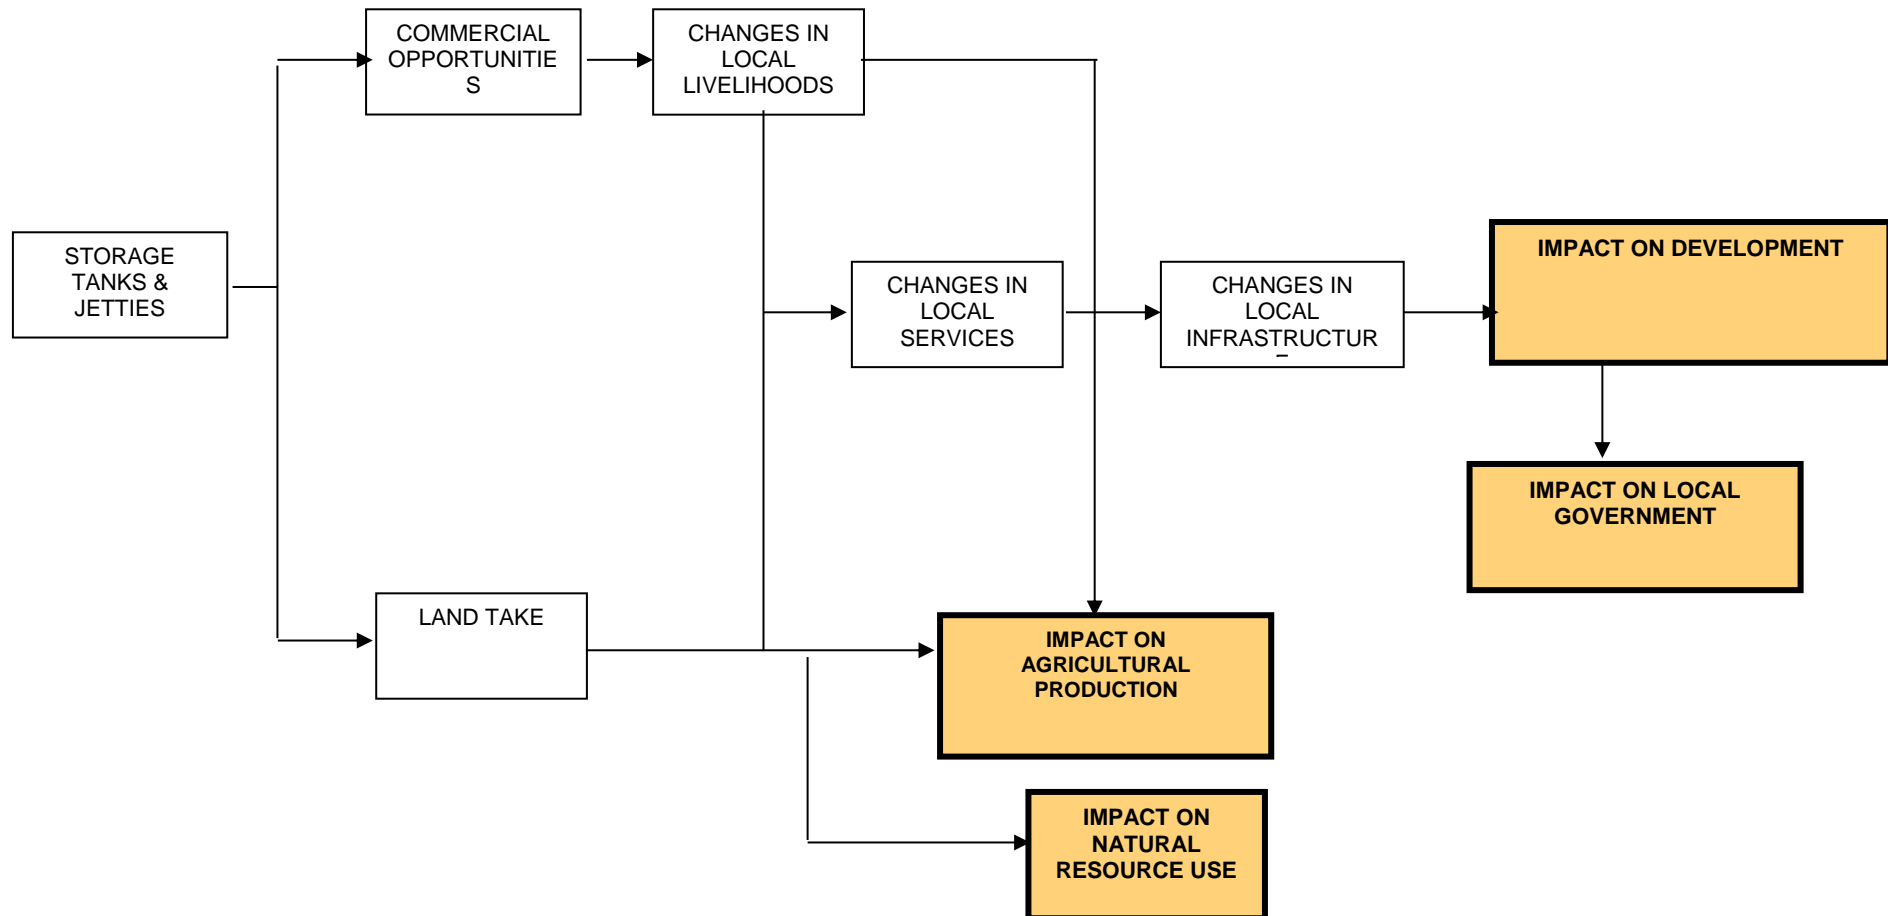 COMMERCIAL
OPPORTUNITIE
S
CHANGES IN
LOCAL
LIVELIHOODS
STORAGE
TANKS &
JETTIES
CHANGES IN
LOCAL
SERVICES
CHANGES IN
LOCAL
INFRASTRUCTUR
IMPACT ON DEVELOPMENT
IMPACT ON LOCAL
GOVERNMENT
LAND TAKE
IMPACT ON
AGRICULTURAL
PRODUCTION
IMPACT ON
NATURAL
RESOURCE USE